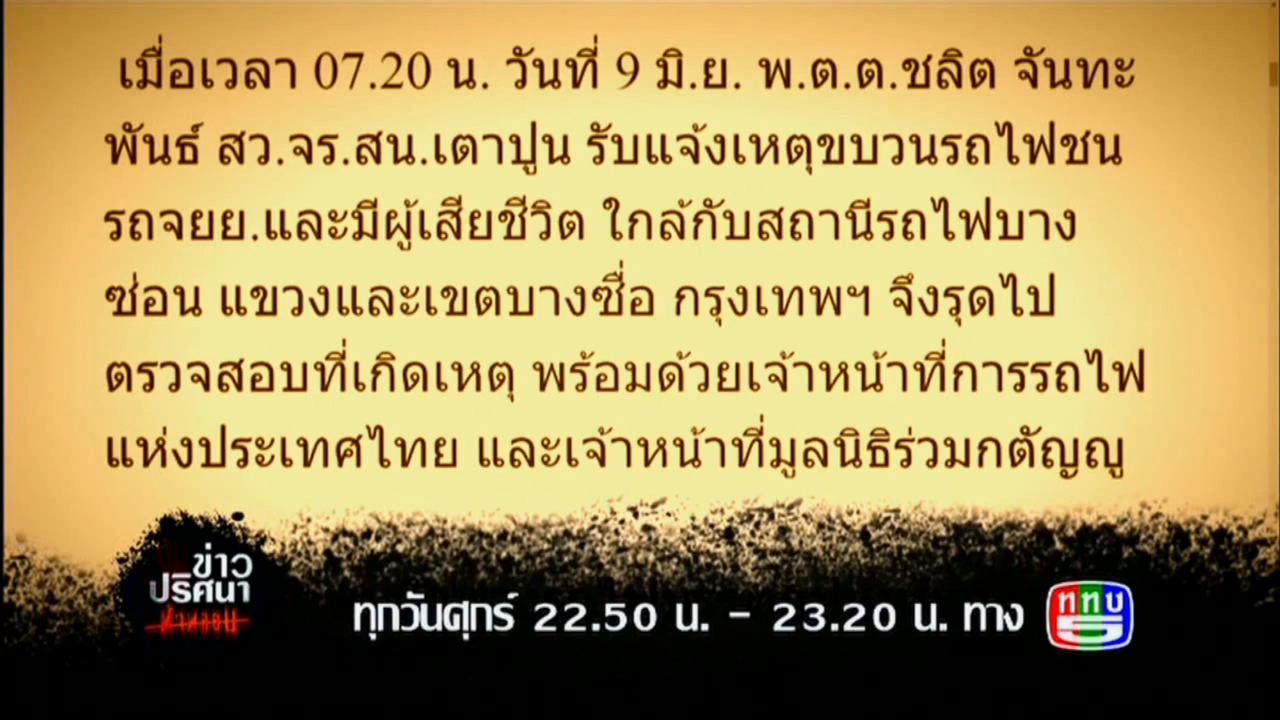 เมื่อเวลา 07.20 น. วันที่ 9 มิ.ย. พ.ต.ต.ชลิต จันทะ
พันธ์ สว.จร.สน.เตาปูน รับแจ้งเหตุขบวนรถไฟชน
รถจยย.และมีผู้เสียชีวิต ใกล้กับสถานีรถไฟบาง
ซ่อน แขวงและเขตบางซื่อ กรุงเทพฯ จึงรุดไป
ตรวจสอบที่เกิดเหตุ พร้อมด้วยเจ้าหน้าที่การรถไฟ
แห่งประเทศไทย และเจ้าหน้าที่มูลนิธิร่วมกตัญญู
ข่าว
ปริศนา
ทุกวันศุกร์ 22.50 น. - 23.20 น. ทาง
ททบ 5